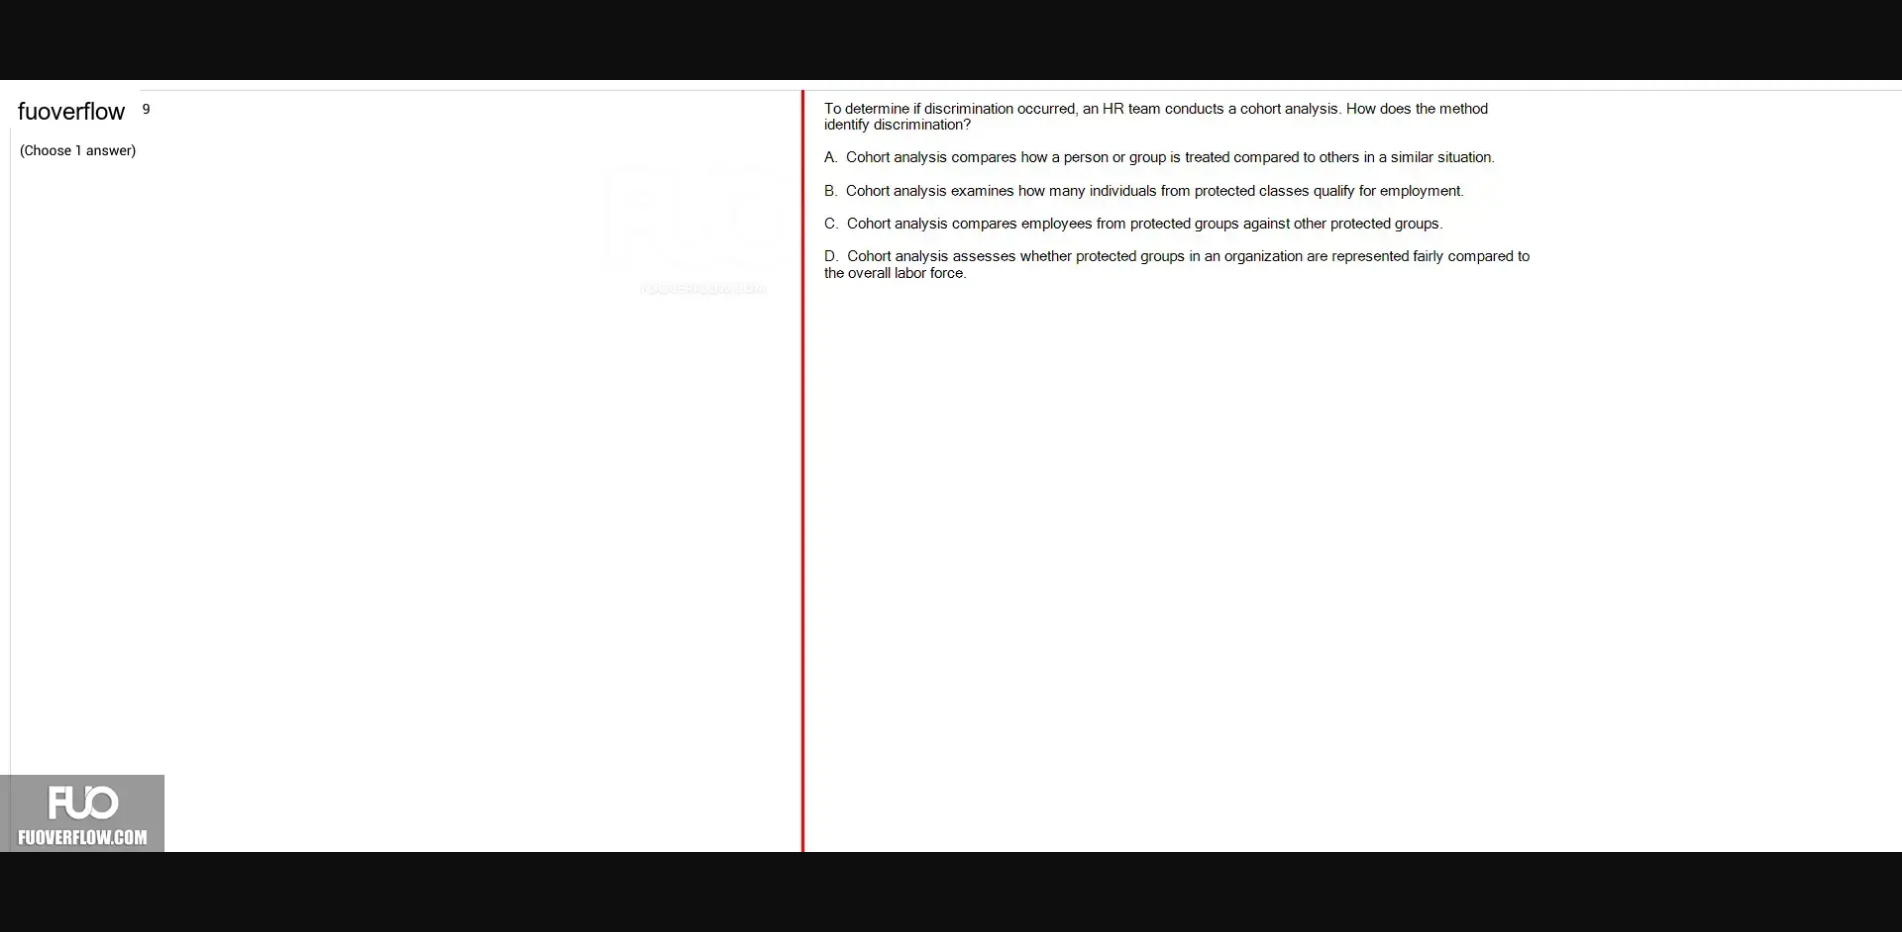 fuoverflow 9
(Choose 1 answer)
To determine if discrimination occurred, an HR team conducts a cohort analysis. How does the method
identify discrimination?
A. Cohort analysis compares how a person or group is treated compared to others in a similar situation.
B. Cohort analysis examines how many individuals from protected classes qualify for employment.
C. Cohort analysis compares employees from protected groups against other protected groups.
D. Cohort analysis assesses whether protected groups in an organization are represented fairly compared to
the overall labor force.
FUO
FUOVERFLOW.COM
FUO
FUOVERFLOW.COM